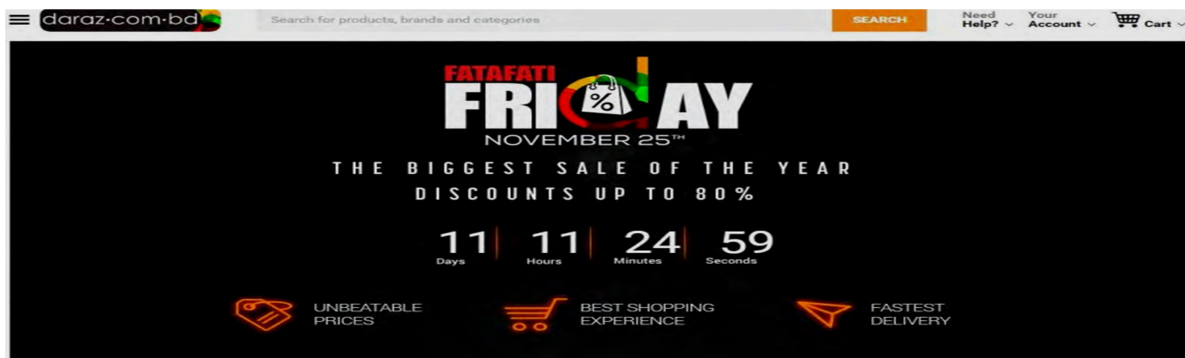 daraz.com.bd
Search for products, brands and categories
SEARCH
Need Help?
Your Account
Cart
FATAFATI
FRIDAY
NOVEMBER 25TH
THE BIGGEST SALE OF THE YEAR
DISCOUNTS UP TO 80%
11 11 24 59
Days Hours Minutes Seconds
UNBEATABLE PRICES
BEST SHOPPING EXPERIENCE
FASTEST DELIVERY